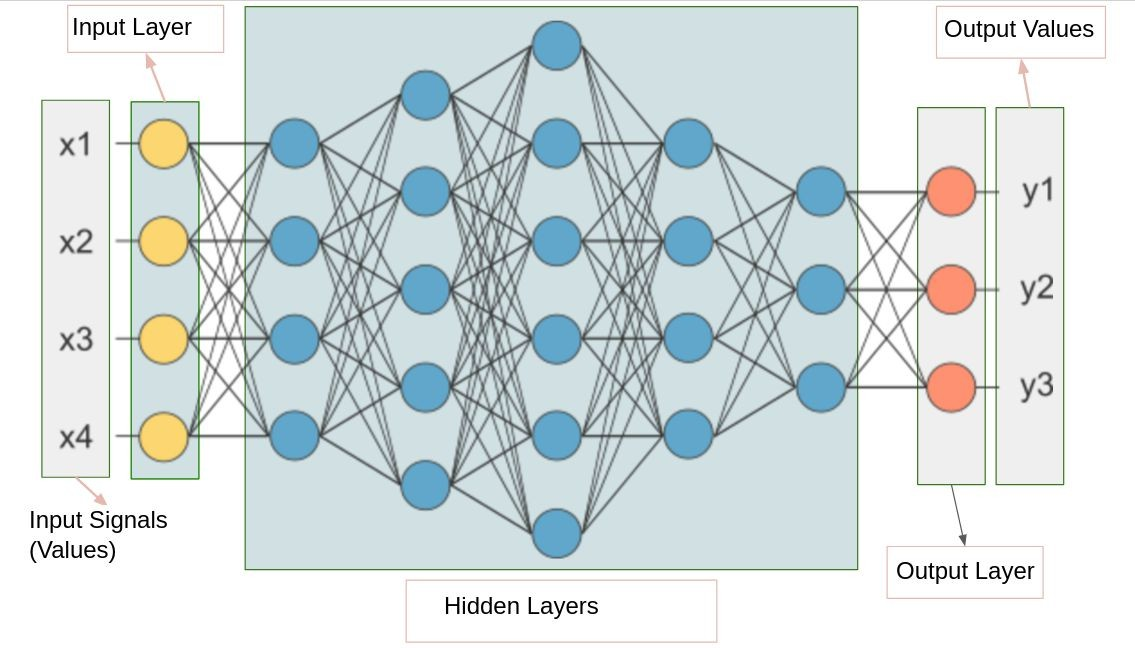 Input Layer
Output Values
x1
x2
x3
x4
y1
y2
y3
Input Signals
(Values)
Output Layer
Hidden Layers